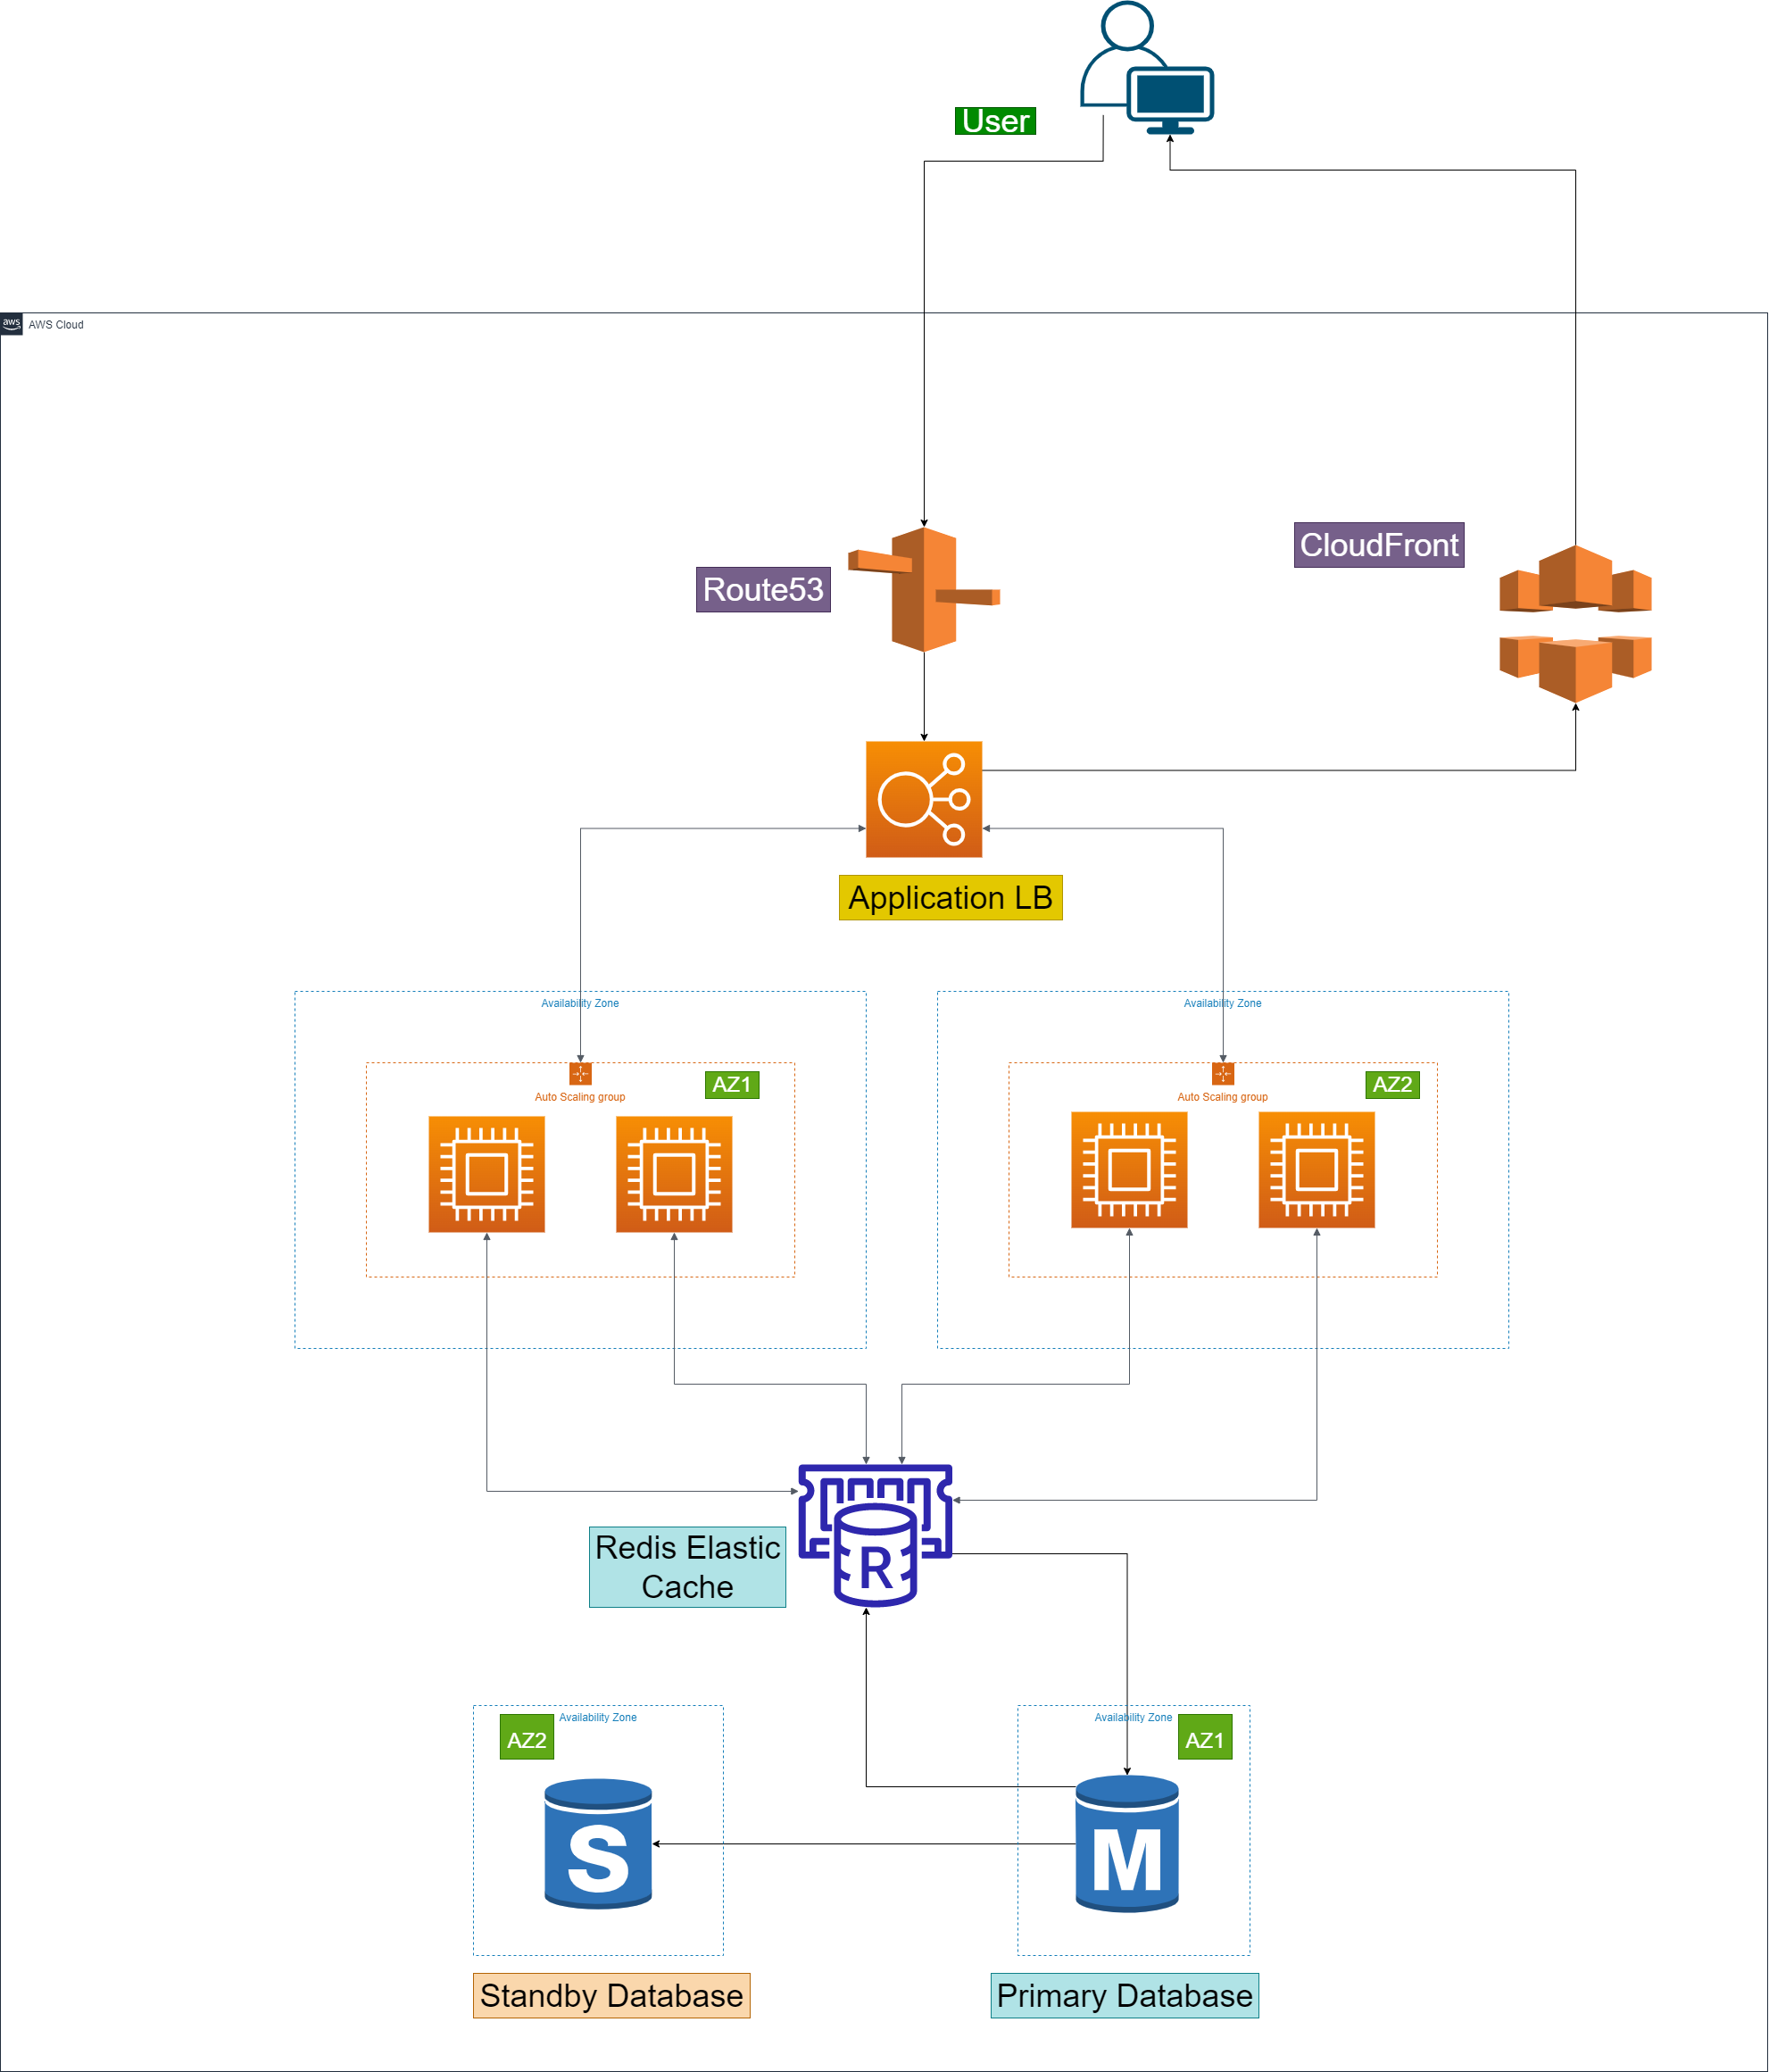 User
aws
AWS Cloud
CloudFront
Route53
Application LB
Availability Zone
Availability Zone
AZ1
AZ2
Auto Scaling group
Auto Scaling group
R
Redis Elastic
Cache
Availability Zone
Availability Zone
AZ2
AZ1
S
M
Standby Database
Primary Database